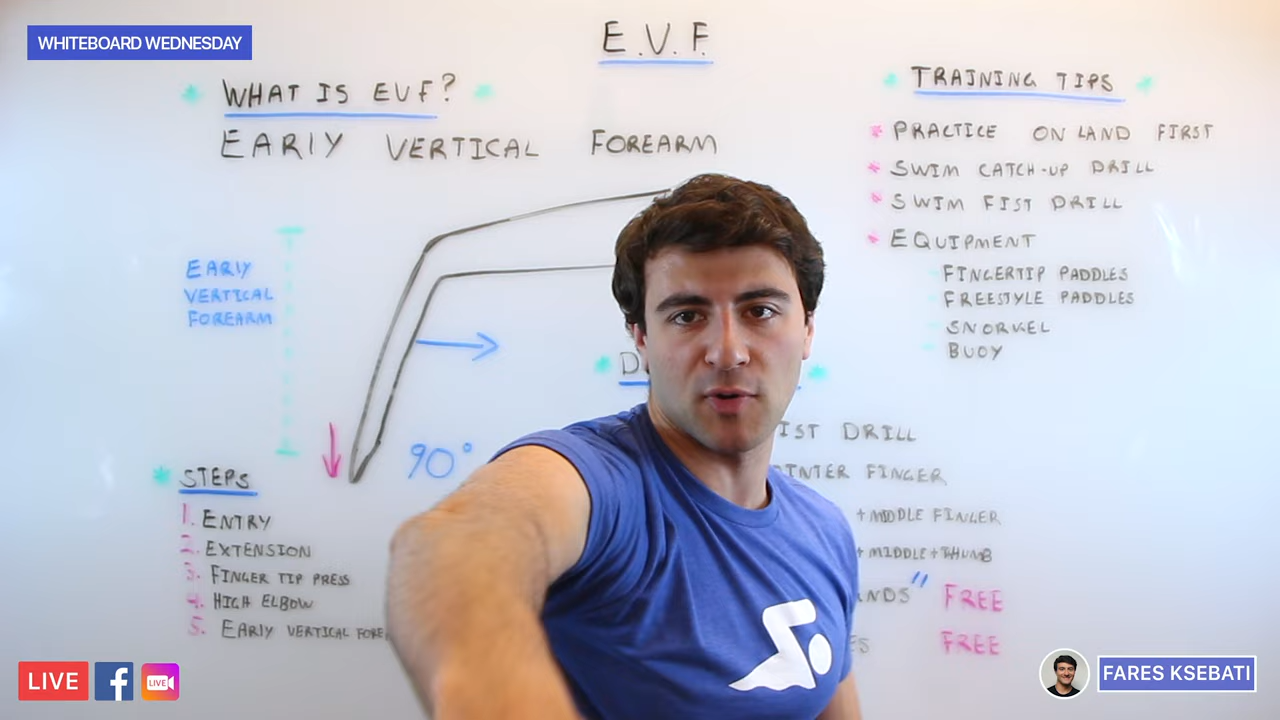 WHITEBOARD WEDNESDAY
E.V.F.
WHAT IS EVF?
EARLY VERTICAL FOREARM
EARLY
VERTICAL
FOREARM
90°
STEPS
1. ENTRY
2. EXTENSION
3. FINGER TIP PRESS
4. HIGH ELBOW
5. EARLY VERTICAL FORE
TRAINING TIPS
* PRACTICE ON LAND FIRST
* SWIM CATCH-UP DRILL
* SWIM FIST DRILL
* EQUIPMENT
FINGERTIP PADDLES
FREESTYLE PADDLES
SNORKEL
BUOY
DRILL
FINGER
+ MIDDLE FINGER
+ MIDDLE + THUMB
FREE
FREE
LIVE
f
LIVE
FARES KSEBATI